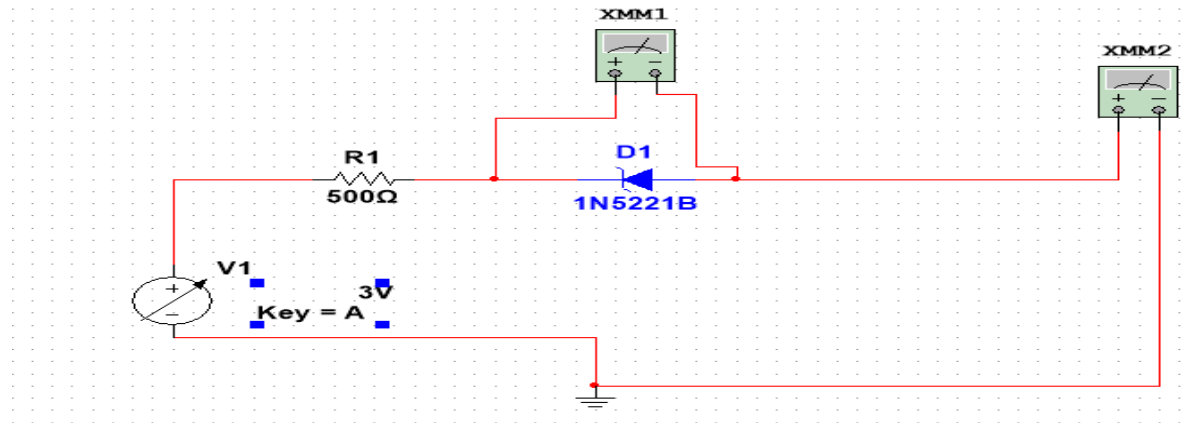 XMM1
XMM2
R1
500Ω
D1
1N5221B
V1
3V
Key = A